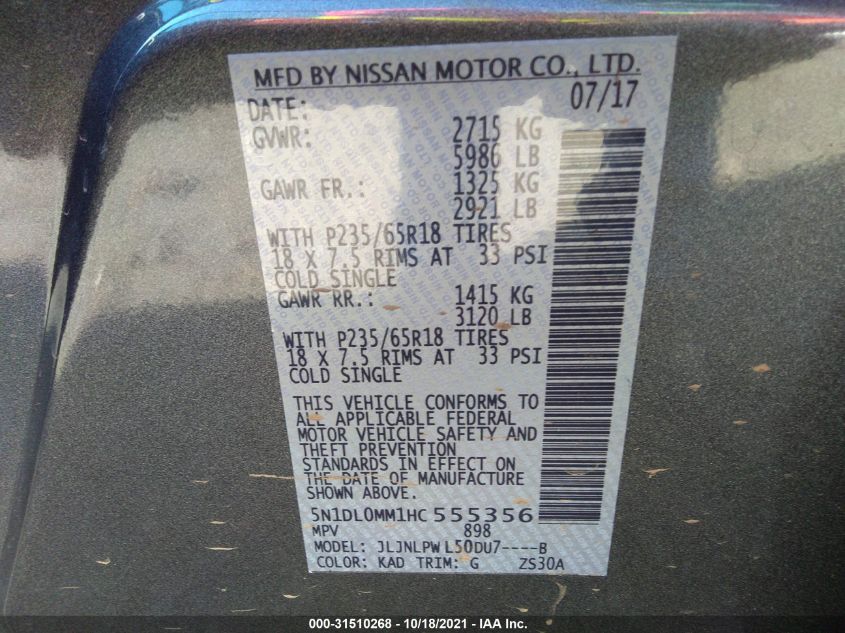 MFD BY NISSAN MOTOR CO., LTD.
DATE: 07/17
GVWR: 2715 KG
5986 LB
GAWR FR.: 1325 KG
2921 LB
WITH P235/65R18 TIRES
18 X 7.5 RIMS AT 33 PSI
COLD SINGLE
GAWR RR.: 1415 KG
3120 LB
WITH P235/65R18 TIRES
18 X 7.5 RIMS AT 33 PSI
COLD SINGLE
THIS VEHICLE CONFORMS TO
ALL APPLICABLE FEDERAL
MOTOR VEHICLE SAFETY AND
THEFT PREVENTION
STANDARDS IN EFFECT ON
THE DATE OF MANUFACTURE
SHOWN ABOVE.
5N1DL0MM1HC 555356
MPV 898
MODEL: JLJNLPW L50DU7----B
COLOR: KAD TRIM: G ZS30A
000-31510268 - 10/18/2021 - IAA Inc.